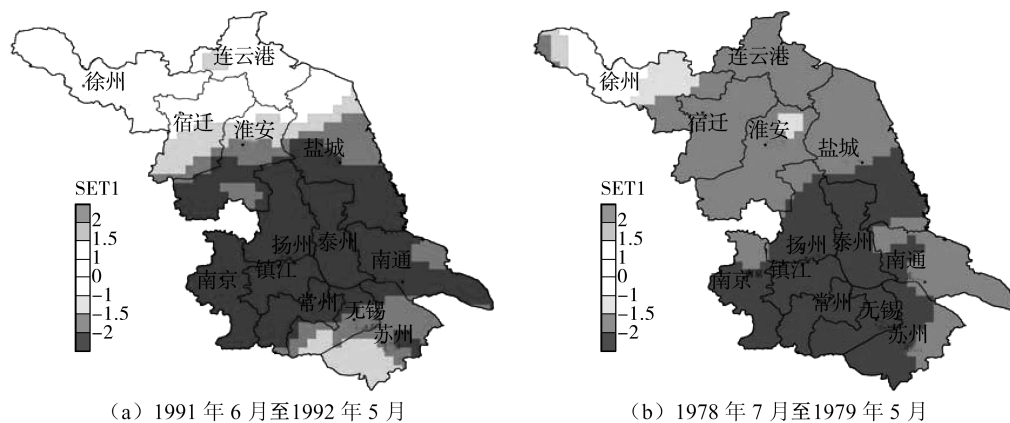 连云港
徐州
宿迁
淮安
盐城
SET1
2
1.5
1
0
-1
-1.5
-2
扬州
泰州
南京
镇江
南通
常州
无锡
苏州
(a) 1991 年 6 月至1992 年 5 月
连云港
徐州
宿迁
淮安
盐城
SET1
2
1.5
1
0
-1
-1.5
-2
扬州
泰州
南京
镇江
南通
常州
无锡
苏州
(b) 1978 年 7 月至1979 年 5 月